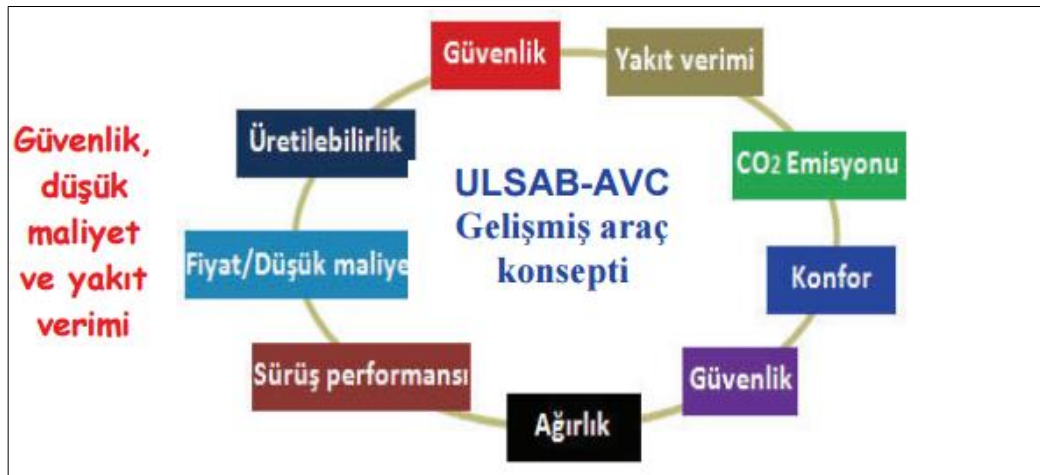 Güvenlik,
düşük
maliyet
ve yakıt
verimi
Güvenlik
Yakıt verimi
Üretilebilirlik
CO2 Emisyonu
ULSAB-AVC
Gelişmiş araç
konsepti
Fiyat/Düşük maliye
Konfor
Sürüş performansı
Güvenlik
Ağırlık